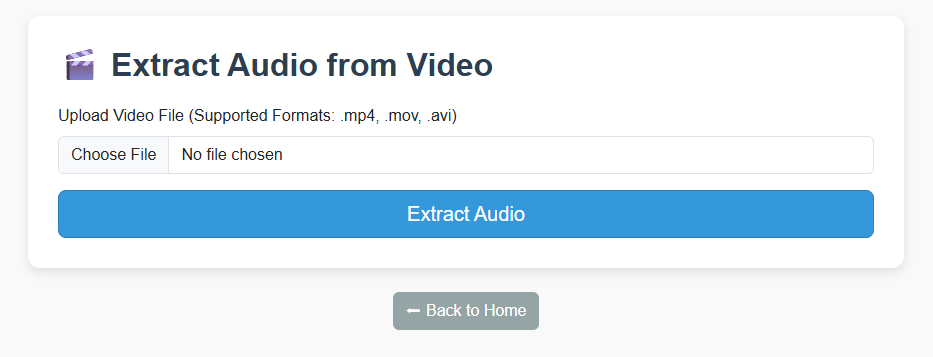 🎬 Extract Audio from Video
Upload Video File (Supported Formats: .mp4, .mov, .avi)
Choose File No file chosen
Extract Audio
⬅ Back to Home